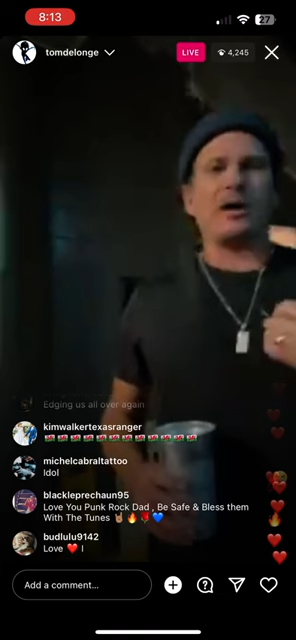 8:13
27
tomdelonge
LIVE
4,245
Edging us all over again
kimwalkertexasranger
michelcabraltattoo
Idol
blackleprechaun95
Love You Punk Rock Dad , Be Safe & Bless them
With The Tunes 🤘🏼🔥🌹💙
budlulu9142
Love ❤️ I
Add a comment...